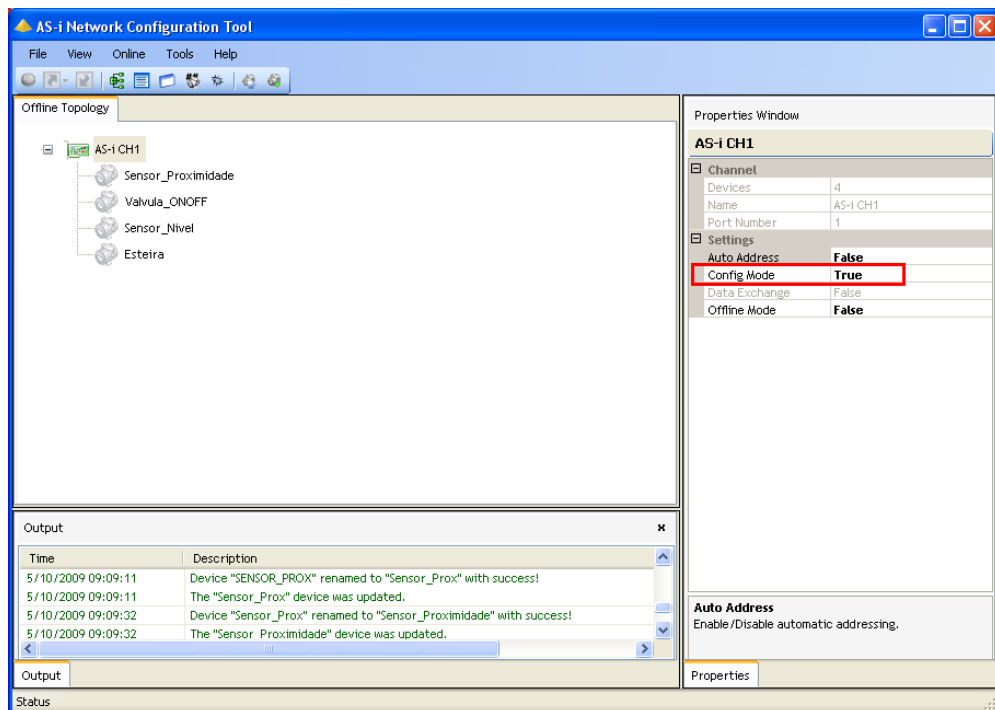 AS-i Network Configuration Tool
File View Online Tools Help
Offline Topology
AS-i CH1
Sensor_Proximidade
Valvula_ONOFF
Sensor_Nivel
Esteira
Properties Window
AS-i CH1
Channel
Devices 4
Name AS-i CH1
Port Number 1
Settings
Auto Address False
Config Mode True
Data Exchange False
Offline Mode False
Auto Address
Enable/Disable automatic addressing.
Properties
Output
Time Description
5/10/2009 09:09:11 Device "SENSOR_PROX" renamed to "Sensor_Prox" with success!
5/10/2009 09:09:11 The "Sensor_Prox" device was updated.
5/10/2009 09:09:32 Device "Sensor_Prox" renamed to "Sensor_Proximidade" with success!
5/10/2009 09:09:32 The "Sensor_Proximidade" device was updated.
Output
Status